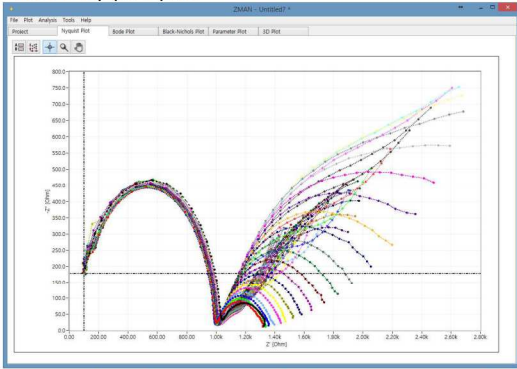 ZMAN - Untitled7 *
File Plot Analysis Tools Help
Project Nyquist Plot Bode Plot Black-Nichols Plot Parameter Plot 3D Plot
800.0
750.0
700.0
650.0
600.0
550.0
500.0
450.0
400.0
350.0
300.0
250.0
200.0
150.0
100.0
50.0
0.0
-Z" [Ohm]
0.00 200.00 400.00 600.00 800.00 1.00k 1.20k 1.40k 1.60k 1.80k 2.00k 2.20k 2.40k 2.60k 2.80k
Z' [Ohm]